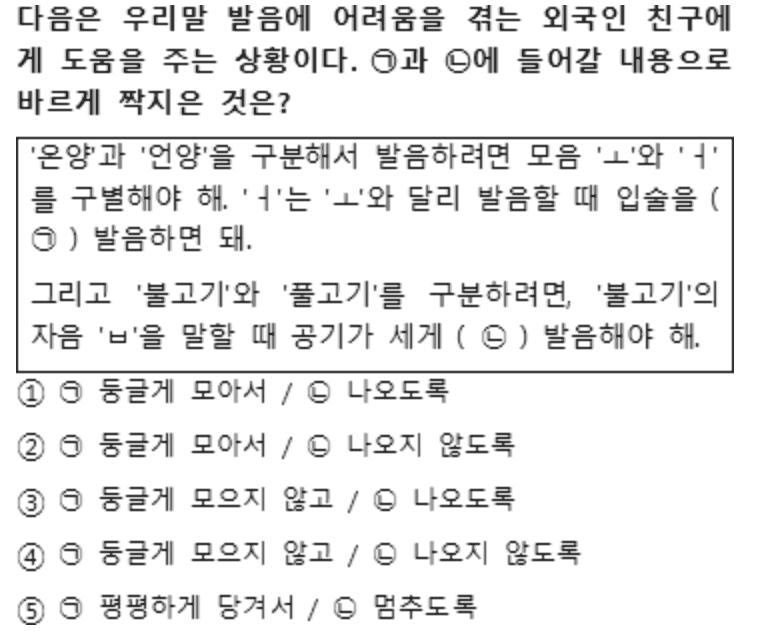 다음은 우리말 발음에 어려움을 겪는 외국인 친구에
게 도움을 주는 상황이다. ㉠과 ㉡에 들어갈 내용으로
바르게 짝지은 것은?
'온양'과 '언양'을 구분해서 발음하려면 모음 'ㅗ'와 'ㅓ'
를 구별해야 해. 'ㅓ'는 'ㅗ'와 달리 발음할 때 입술을 (
㉠ ) 발음하면 돼.
그리고 '불고기'와 '풀고기'를 구분하려면, '불고기'의
자음 'ㅂ'을 말할 때 공기가 세게 ( ㉡ ) 발음해야 해.
① ㉠ 둥글게 모아서 / ㉡ 나오도록
② ㉠ 둥글게 모아서 / ㉡ 나오지 않도록
③ ㉠ 둥글게 모으지 않고 / ㉡ 나오도록
④ ㉠ 둥글게 모으지 않고 / ㉡ 나오지 않도록
⑤ ㉠ 평평하게 당겨서 / ㉡ 멈추도록